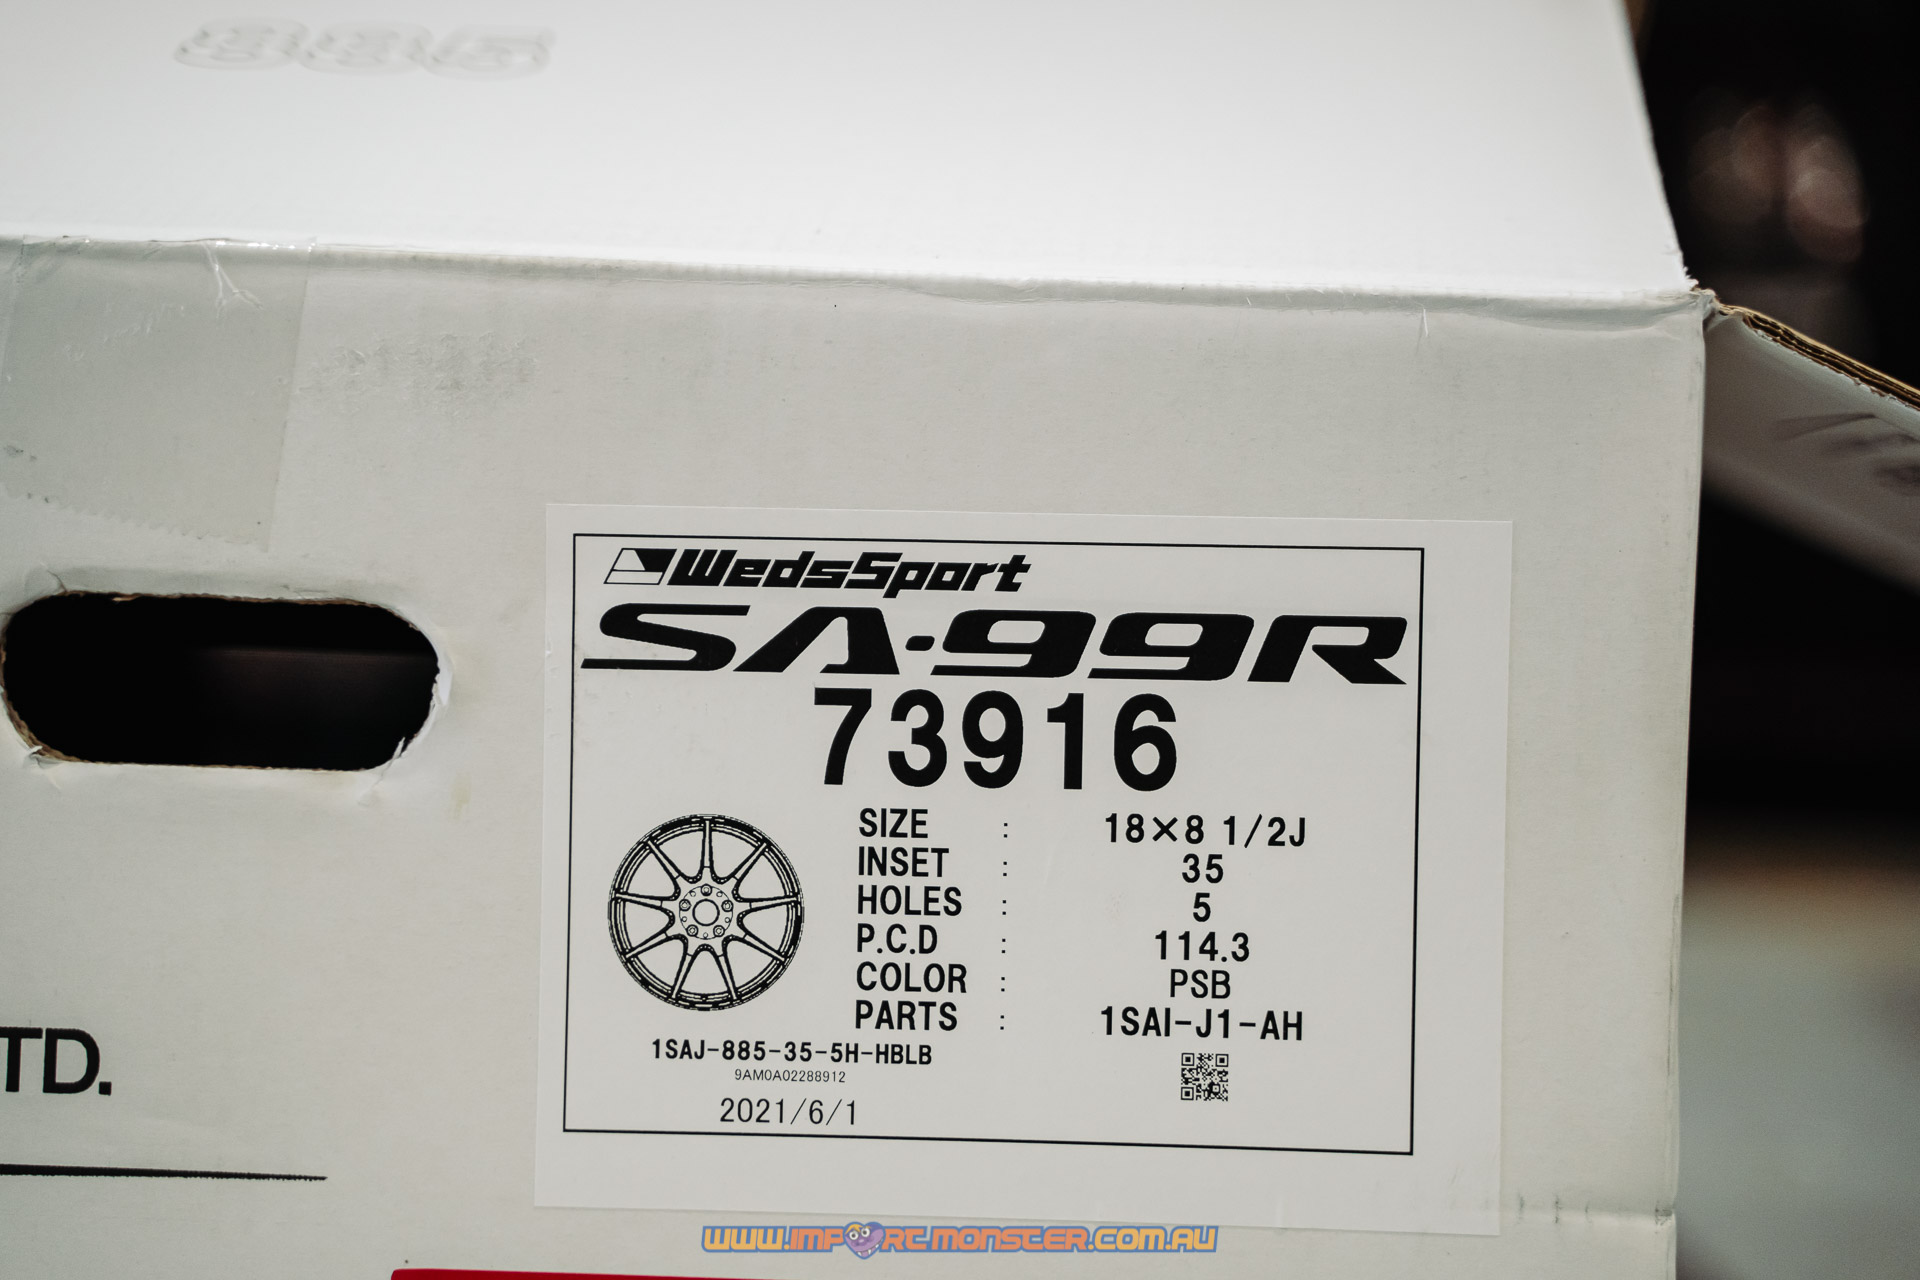 885
WedsSport
SA-99R
73916
SIZE : 18×8 1/2J
INSET : 35
HOLES : 5
P.C.D : 114.3
COLOR : PSB
PARTS : 1SAI-J1-AH
1SAJ-885-35-5H-HBLB
9AM0A02288912
2021/6/1
TD.
www.importmonster.com.au